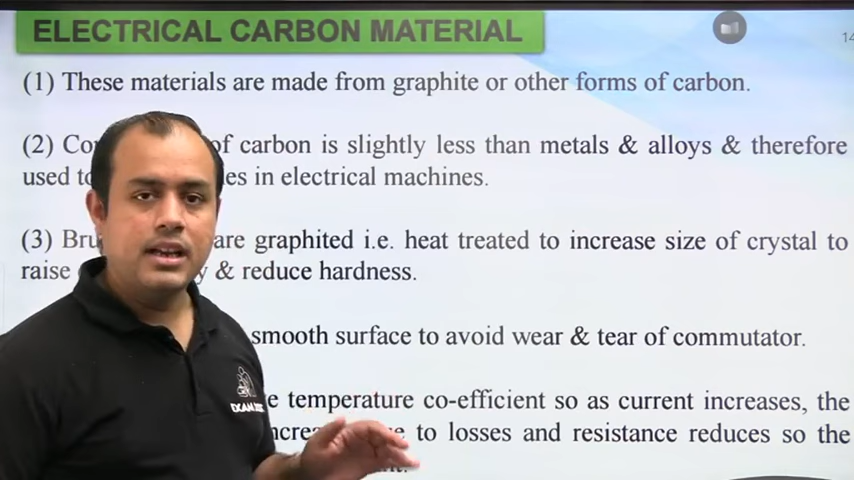 ELECTRICAL CARBON MATERIAL
14
(1) These materials are made from graphite or other forms of carbon.
(2) Co of carbon is slightly less than metals & alloys & therefore
used to es in electrical machines.
(3) Bru are graphited i.e. heat treated to increase size of crystal to
raise y & reduce hardness.
smooth surface to avoid wear & tear of commutator.
e temperature co-efficient so as current increases, the
to losses and resistance reduces so the